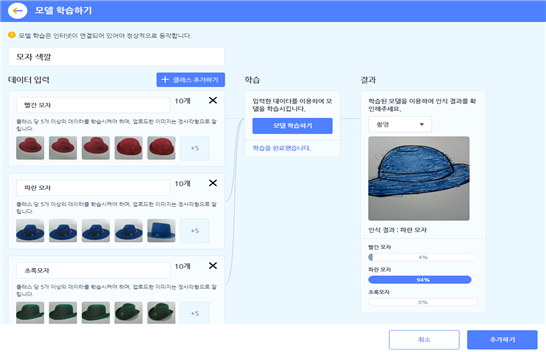 모델 학습하기
모델 학습은 인터넷이 연결되어 있어야 정상적으로 동작합니다.
모자 색깔
데이터 입력
+ 클래스 추가하기
빨간 모자
10개
클래스 당 5개 이상의 데이터를 학습시켜야 하며, 업로드한 이미지는 정사각형으로 잘
립니다.
+5
파란 모자
10개
클래스 당 5개 이상의 데이터를 학습시켜야 하며, 업로드한 이미지는 정사각형으로 잘
립니다.
+5
초록모자
10개
클래스 당 5개 이상의 데이터를 학습시켜야 하며, 업로드한 이미지는 정사각형으로 잘
립니다.
+5
학습
입력한 데이터를 이용하여 모
델을 학습시킵니다.
모델 학습하기
학습을 완료했습니다.
결과
학습된 모델을 이용하여 인식 결과를 확
인해주세요.
촬영
인식 결과 : 파란 모자
빨간 모자
6%
파란 모자
94%
초록모자
0%
취소
추가하기